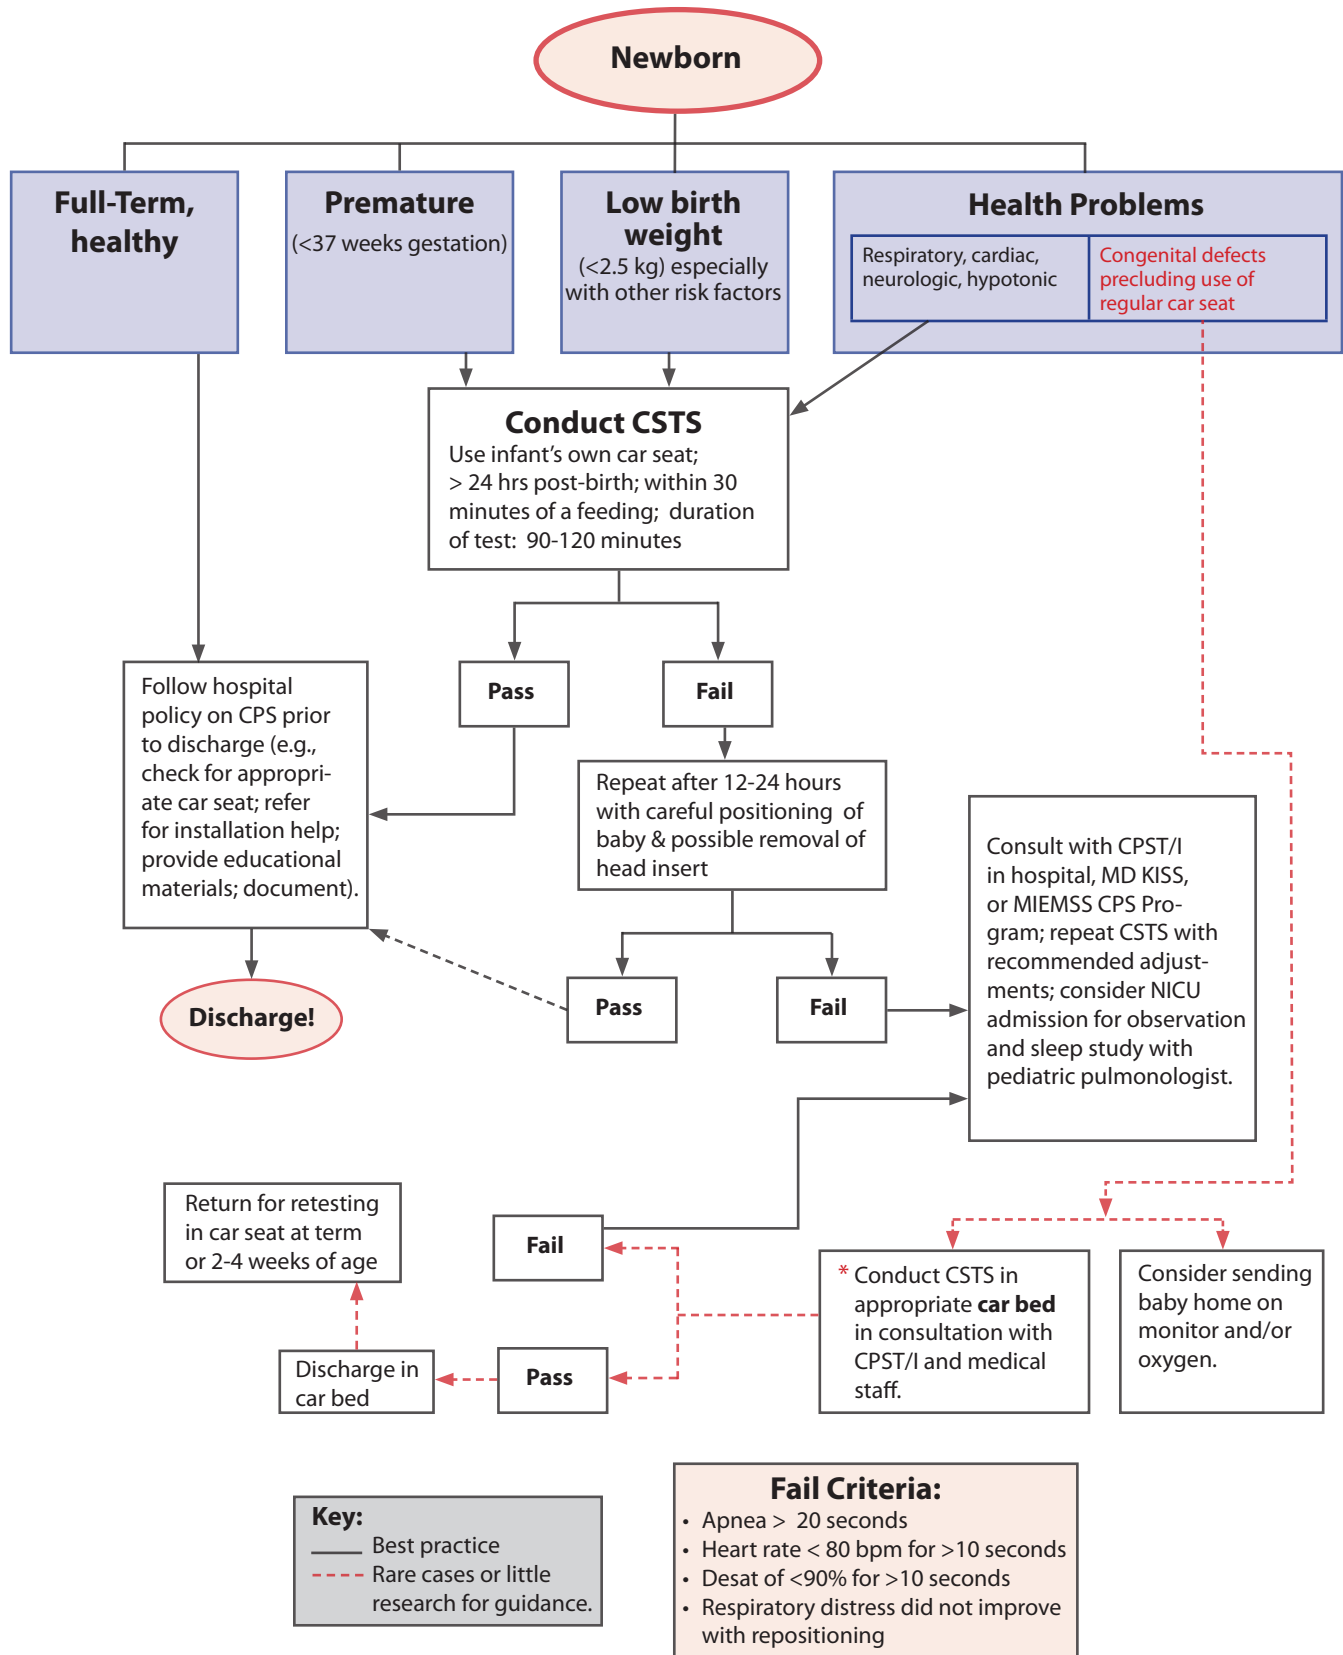 Newborn
Full-Term,
healthy
Premature
(<37 weeks gestation)
Low birth
weight
(<2.5 kg) especially
with other risk factors
Health Problems
Respiratory, cardiac,
neurologic, hypotonic
Congenital defects
precluding use of
regular car seat
Conduct CSTS
Use infant's own car seat;
> 24 hrs post-birth; within 30
minutes of a feeding; duration
of test: 90-120 minutes
Pass
Fail
Follow hospital
policy on CPS prior
to discharge (e.g.,
check for appropri-
ate car seat; refer
for installation help;
provide educational
materials; document).
Repeat after 12-24 hours
with careful positioning of
baby & possible removal of
head insert
Consult with CPST/I
in hospital, MD KISS,
or MIEMSS CPS Pro-
gram; repeat CSTS with
recommended adjust-
ments; consider NICU
admission for observation
and sleep study with
pediatric pulmonologist.
Pass
Fail
Discharge!
Return for retesting
in car seat at term
or 2-4 weeks of age
Fail
* Conduct CSTS in
appropriate car bed
in consultation with
CPST/I and medical
staff.
Consider sending
baby home on
monitor and/or
oxygen.
Discharge in
car bed
Pass
Key:
Best practice
Rare cases or little
research for guidance.
Fail Criteria:
• Apnea > 20 seconds
• Heart rate < 80 bpm for >10 seconds
• Desat of <90% for >10 seconds
• Respiratory distress did not improve
with repositioning